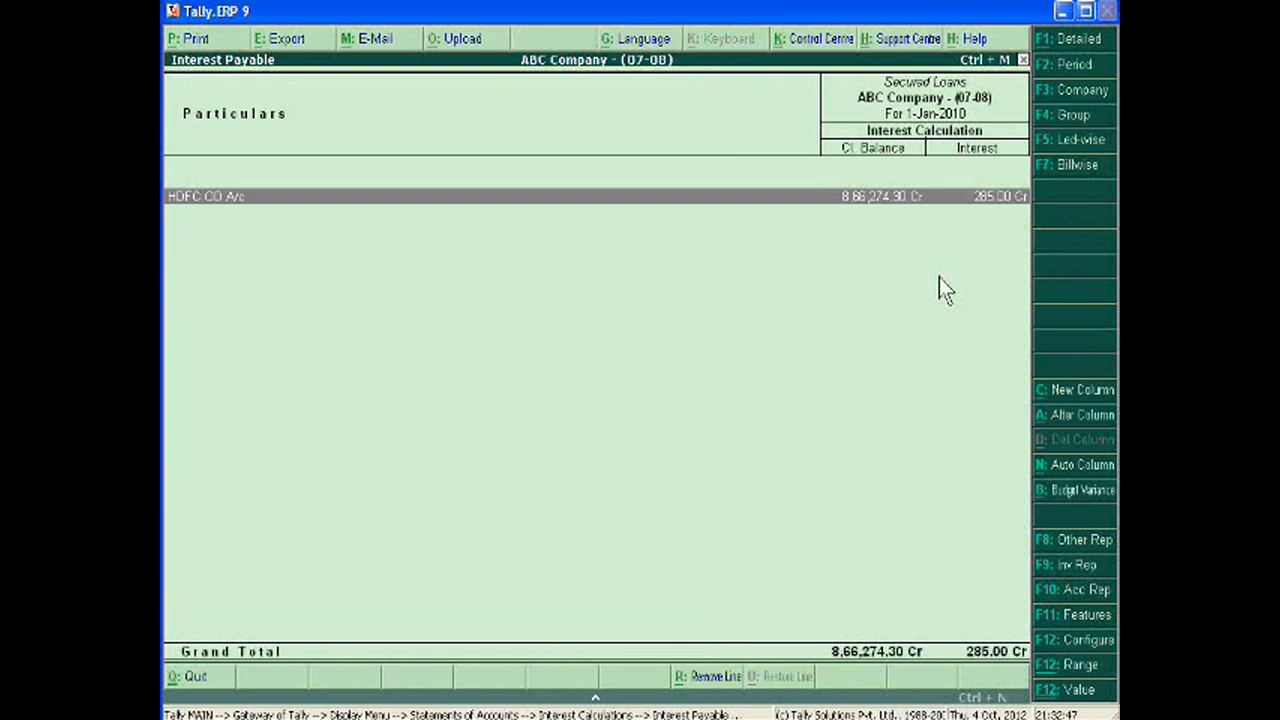 Tally.ERP 9
P: Print E: Export M: E-Mail O: Upload G: Language K: Keyboard K: Control Centre H: Support Centre H: Help
Interest Payable ABC Company - (07-08) Ctrl + M
Particulars
Secured Loans
ABC Company - (07-08)
For 1-Jan-2010
Interest Calculation
Cl. Balance Interest
HDFC CO A/c 8,66,274.30 Cr 285.00 Cr
Grand Total 8,66,274.30 Cr 285.00 Cr
F1: Detailed
F2: Period
F3: Company
F4: Group
F5: Led-wise
F7: Billwise
C: New Column
A: Alter Column
D: Del Column
N: Auto Column
B: Budget Variance
F8: Other Rep
F9: Inv Rep
F10: Acc Rep
F11: Features
F12: Configure
F12: Range
F12: Value
Q: Quit R: Remove Line U: Restore Line
Ctrl + N
Tally MAIN --> Gateway of Tally --> Display Menu --> Statements of Accounts --> Interest Calculations --> Interest Payable... (c) Tally Solutions Pvt. Ltd., 1988-20 Thu, 4 Oct, 2012 21:32:47